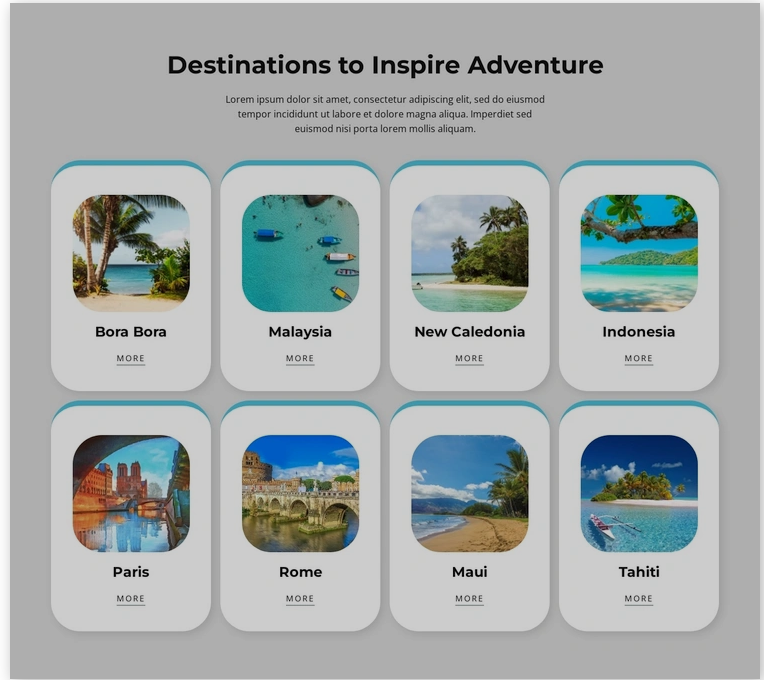 Destinations to Inspire Adventure
Lorem ipsum dolor sit amet, consectetur adipiscing elit, sed do eiusmod
tempor incididunt ut labore et dolore magna aliqua. Imperdiet sed
euismod nisi porta lorem mollis aliquam.
Bora Bora
MORE
Malaysia
MORE
New Caledonia
MORE
Indonesia
MORE
Paris
MORE
Rome
MORE
Maui
MORE
Tahiti
MORE